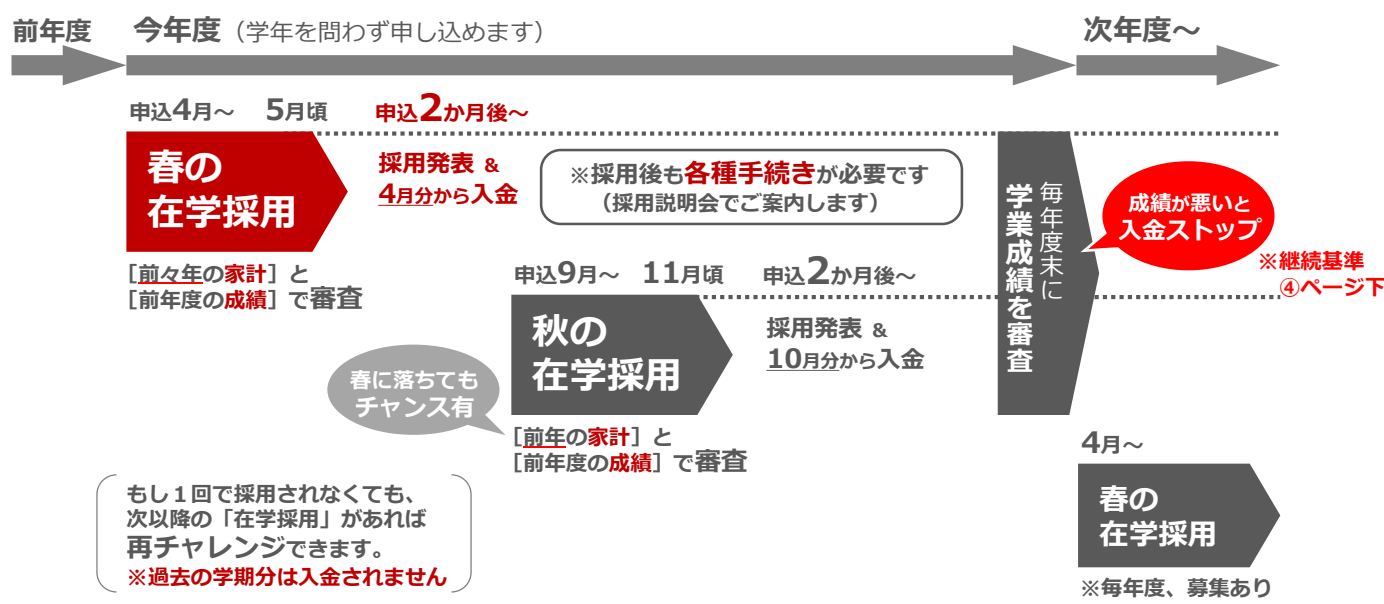 前年度
今年度（学年を問わず申し込めます）
次年度～
申込4月～　5月頃
申込2か月後～
春の
在学採用
採用発表 &
4月分から入金
※採用後も各種手続きが必要です
（採用説明会でご案内します）
［前々年の家計］と
［前年度の成績］で審査
申込9月～　11月頃
申込2か月後～
秋の
在学採用
採用発表 &
10月分から入金
春に落ちても
チャンス有
［前年の家計］と
［前年度の成績］で審査
毎年度末に
学業成績を審査
成績が悪いと
入金ストップ
※継続基準
④ページ下
もし１回で採用されなくても、
次以降の「在学採用」があれば
再チャレンジできます。
※過去の学期分は入金されません
4月～
春の
在学採用
※毎年度、募集あり